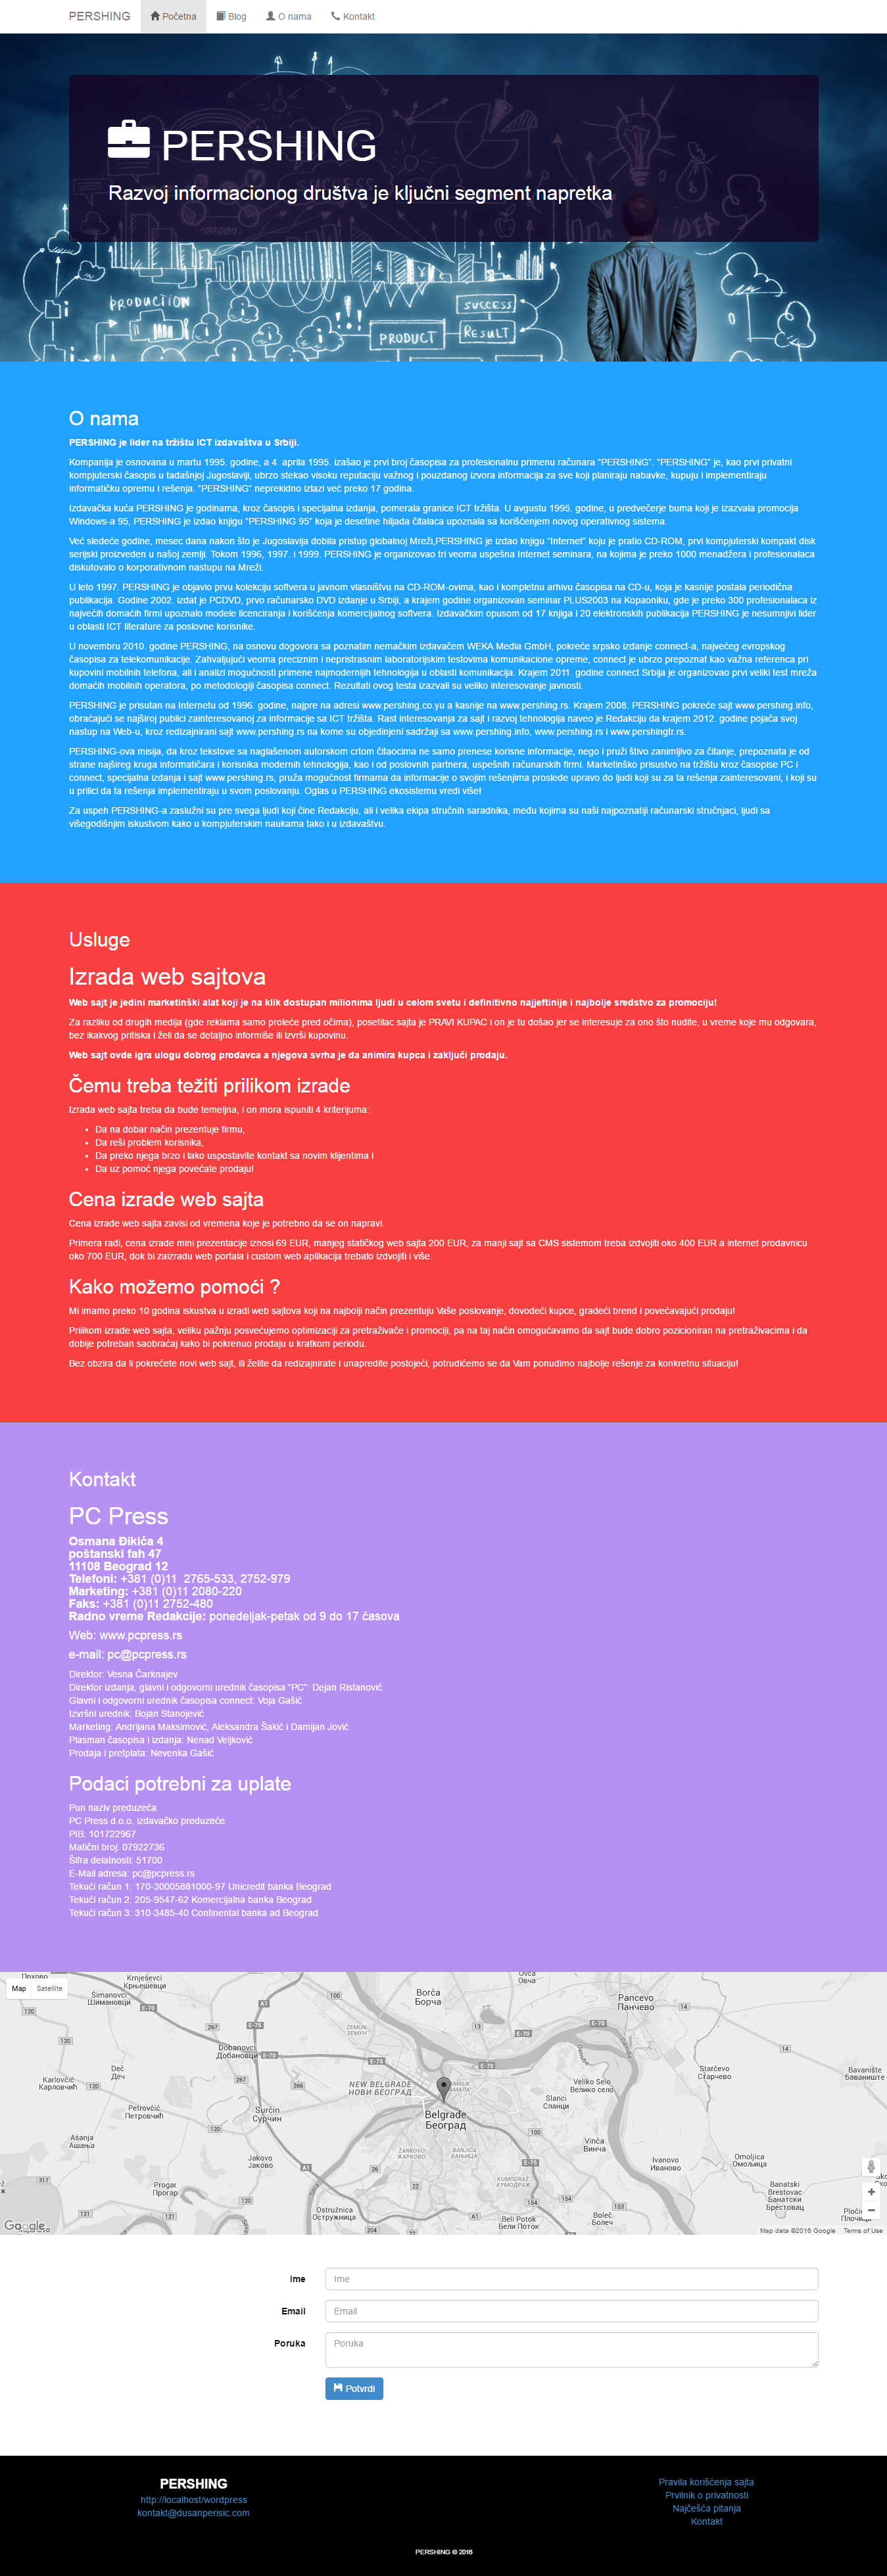 PERSHING
Početna
Blog
O nama
Kontakt
PERSHING
Razvoj informacionog društva je ključni segment napretka
PRODUCTION
PRODUCT
SUCCESS
RESULT
O nama
PERSHING je lider na tržištu ICT izdavaštva u Srbiji.
Kompanija je osnovana u martu 1995. godine, a 4. aprila 1995. izašao je prvi broj časopisa za profesionalnu primenu računara "PERSHING". "PERSHING" je, kao prvi privatni
kompjuterski časopis u tadašnjoj Jugoslaviji, ubrzo stekao visoku reputaciju važnog i pouzdanog izvora informacija za sve koji planiraju nabavke, kupuju i implementiraju
informatičku opremu i rešenja. "PERSHING" neprekidno izlazi već preko 17 godina.
Izdavačka kuća PERSHING je godinama, kroz časopis i specijalna izdanja, pomerala granice ICT tržišta. U avgustu 1995. godine, u predvečerje buma koji je izazvala promocija
Windows-a 95, PERSHING je izdao knjigu "PERSHING 95" koja je desetine hiljada čitalaca upoznala sa korišćenjem novog operativnog sistema.
Već sledeće godine, mesec dana nakon što je Jugoslavija dobila pristup globalnoj Mreži,PERSHING je izdao knjigu "Internet" koju je pratio CD-ROM, prvi kompjuterski kompakt disk
serijski proizveden u našoj zemlji. Tokom 1996, 1997. i 1999. PERSHING je organizovao tri veoma uspešna Internet seminara, na kojima je preko 1000 menadžera i profesionalaca
diskutovalo o korporativnom nastupu na Mreži.
U leto 1997. PERSHING je objavio prvu kolekciju softvera u javnom vlasništvu na CD-ROM-ovima, kao i kompletnu arhivu časopisa na CD-u, koja je kasnije postala periodična
publikacija. Godine 2002. izdat je PCDVD, prvo računarsko DVD izdanje u Srbiji, a krajem godine organizovan seminar PLUS2003 na Kopaoniku, gde je preko 300 profesionalaca iz
najvećih domaćih firmi upoznalo modele licenciranja i korišćenja komercijalnog softvera. Izdavačkim opusom od 17 knjiga i 20 elektronskih publikacija PERSHING je nesumnjivi lider
u oblasti ICT literature za poslovne korisnike.
U novembru 2010. godine PERSHING, na osnovu dogovora sa poznatim nemačkim izdavačem WEKA Media GmbH, pokreće srpsko izdanje connect-a, najvećeg evropskog
časopisa za telekomunikacije. Zahvaljujući veoma preciznim i nepristrasnim laboratorijskim testovima komunikacione opreme, connect je ubrzo prepoznat kao važna referenca pri
kupovini mobilnih telefona, ali i analizi mogućnosti primene najmodernijih tehnologija u oblasti komunikacija. Krajem 2011. godine connect Srbija je organizovao prvi veliki test mreža
domaćih mobilnih operatora, po metodologiji časopisa connect. Rezultati ovog testa izazvali su veliko interesovanje javnosti.
PERSHING je prisutan na Internetu od 1996. godine, najpre na adresi www.pershing.co.yu a kasnije na www.pershing.rs. Krajem 2008. PERSHING pokreće sajt www.pershing.info,
obraćajući se najširoj publici zainteresovanoj za informacije sa ICT tržišta. Rast interesovanja za sajt i razvoj tehnologija naveo je Redakciju da krajem 2012. godine pojača svoj
nastup na Web-u, kroz redizajnirani sajt www.pershing.rs na kome su objedinjeni sadržaji sa www.pershing.info, www.pershing.rs i www.pershingtr.rs.
PERSHING-ova misija, da kroz tekstove sa naglašenom autorskom crtom čitaocima ne samo prenese korisne informacije, nego i pruži štivo zanimljivo za čitanje, prepoznata je od
strane najšireg kruga informatičara i korisnika modernih tehnologija, kao i od poslovnih partnera, uspešnih računarskih firmi. Marketinško prisustvo na tržištu kroz časopise PC i
connect, specijalna izdanja i sajt www.pershing.rs, pruža mogućnost firmama da informacije o svojim rešenjima proslede upravo do ljudi koji su za ta rešenja zainteresovani, i koji su
u prilici da ta rešenja implementiraju u svom poslovanju. Oglas u PERSHING ekosistemu vredi više!
Za uspeh PERSHING-a zaslužni su pre svega ljudi koji čine Redakciju, ali i velika ekipa stručnih saradnika, među kojima su naši najpoznatiji računarski stručnjaci, ljudi sa
višegodišnjim iskustvom kako u kompjuterskim naukama tako i u izdavaštvu.
Usluge
Izrada web sajtova
Web sajt je jedini marketinški alat koji je na klik dostupan milionima ljudi u celom svetu i definitivno najjeftinije i najbolje sredstvo za promociju!
Za razliku od drugih medija (gde reklama samo proleće pred očima), posetilac sajta je PRAVI KUPAC i on je tu došao jer se interesuje za ono što nudite, u vreme koje mu odgovara,
bez ikakvog pritiska i želi da se detaljno informiše ili izvrši kupovinu.
Web sajt ovde igra ulogu dobrog prodavca a njegova svrha je da animira kupca i zaključi prodaju.
Čemu treba težiti prilikom izrade
Izrada web sajta treba da bude temeljna, i on mora ispuniti 4 kriterijuma:
• Da na dobar način prezentuje firmu,
• Da reši problem korisnika,
• Da preko njega brzo i lako uspostavite kontakt sa novim klijentima i
• Da uz pomoć njega povećate prodaju!
Cena izrade web sajta
Cena izrade web sajta zavisi od vremena koje je potrebno da se on napravi.
Primera radi, cena izrade mini prezentacije iznosi 69 EUR, manjeg statičkog web sajta 200 EUR, za manji sajt sa CMS sistemom treba izdvojiti oko 400 EUR a internet prodavnicu
oko 700 EUR, dok bi zaizradu web portala i custom web aplikacija trebalo izdvojiti i više.
Kako možemo pomoći ?
Mi imamo preko 10 godina iskustva u izradi web sajtova koji na najbolji način prezentuju Vaše poslovanje, dovodeći kupce, gradeći brend i povećavajući prodaju!
Prilikom izrade web sajta, veliku pažnju posvećujemo optimizaciji za pretraživače i promociji, pa na taj način omogućavamo da sajt bude dobro pozicioniran na pretraživacima i da
dobije potreban saobraćaj kako bi pokrenuo prodaju u kratkom periodu.
Bez obzira da li pokrećete novi web sajt, ili želite da redizajnirate i unapredite postojeći, potrudićemo se da Vam ponudimo najbolje rešenje za konkretnu situaciju!
Kontakt
PC Press
Osmana Đikića 4
poštanski fah 47
11108 Beograd 12
Telefoni: +381 (0)11 2765-533, 2752-979
Marketing: +381 (0)11 2080-220
Faks: +381 (0)11 2752-480
Radno vreme Redakcije: ponedeljak-petak od 9 do 17 časova
Web: www.pcpress.rs
e-mail: pc@pcpress.rs
Direktor: Vesna Čarknajev
Direktor izdanja, glavni i odgovorni urednik časopisa "PC": Dejan Ristanović
Glavni i odgovorni urednik časopisa connect: Voja Gašić
Izvršni urednik: Bojan Stanojević
Marketing: Andrijana Maksimović, Aleksandra Šakić i Damijan Jović
Plasman časopisa i izdanja: Nenad Veljković
Prodaja i pretplata: Nevenka Gašić
Podaci potrebni za uplate
Pun naziv preduzeća
PC Press d.o.o. izdavačko preduzeće
PIB: 101722967
Matični broj: 07922736
Šifra delatnosti: 51700
E-Mail adresa: pc@pcpress.rs
Tekući račun 1: 170-30005881000-97 Unicredit banka Beograd
Tekući račun 2: 205-9547-62 Komercijalna banka Beograd
Tekući račun 3: 310-3485-40 Continental banka ad Beograd
Map
Satellite
Krnješevci
Крњешевци
Šimanovci
Шимановци
Borča
Борча
Ovča
Овча
Pančevo
Панчево
ZEMUN
ЗЕМУН
Dobanovci
Добановци
Deč
Деч
Karlovčić
Карловчић
NEW BELGRADE
НОВИ БЕОГРАД
Belgrade
Београд
Veliko Selo
Велико село
Starčevo
Старчево
Bavanište
Баваниште
Slanci
Сланци
Petrovčić
Петровчић
Surčin
Сурчин
Ašanja
Ашања
Vinča
Винча
Jakovo
Јаково
ŽARKOVO
ЖАРКОВО
BANJICA
БАЊИЦА
Ivanovo
Иваново
Omoljica
Омољица
Progar
Прогар
KUMODRAŽ
КУМОДРАЖ
Banatski
Brestovac
Банатски
Брестовац
Ostružnica
Остружница
Beli Potok
Бели Поток
Boleč
Болеч
Google
Map data ©2016 Google
Terms of Use
Ime
Ime
Email
Email
Poruka
Poruka
Potvrdi
PERSHING
http://localhost/wordpress
kontakt@dusanperisic.com
Pravila korišćenja sajta
Prvilnik o privatnosti
Najčešća pitanja
Kontakt
PERSHING © 2016